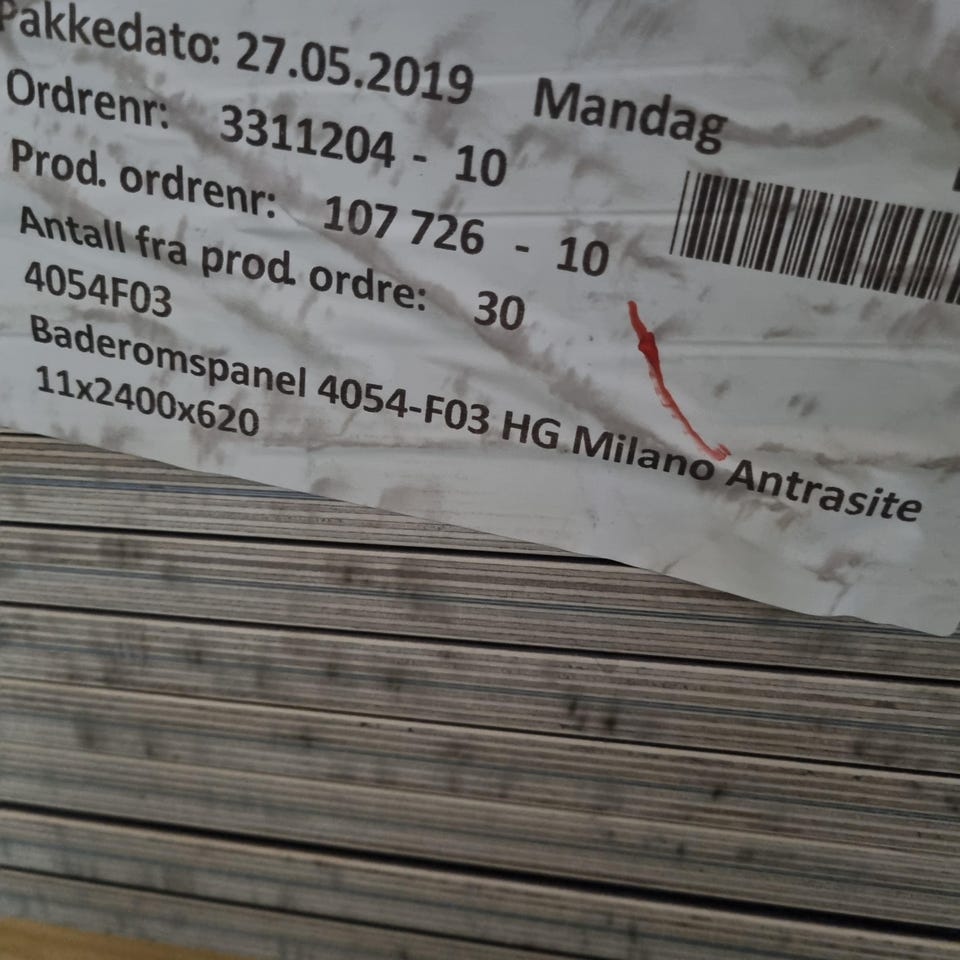 Pakkedato: 27.05.2019 Mandag
Ordrenr: 3311204 - 10
Prod. ordrenr: 107 726 - 10
Antall fra prod. ordre: 30
4054F03
Baderomspanel 4054-F03 HG Milano Antrasite
11x2400x620